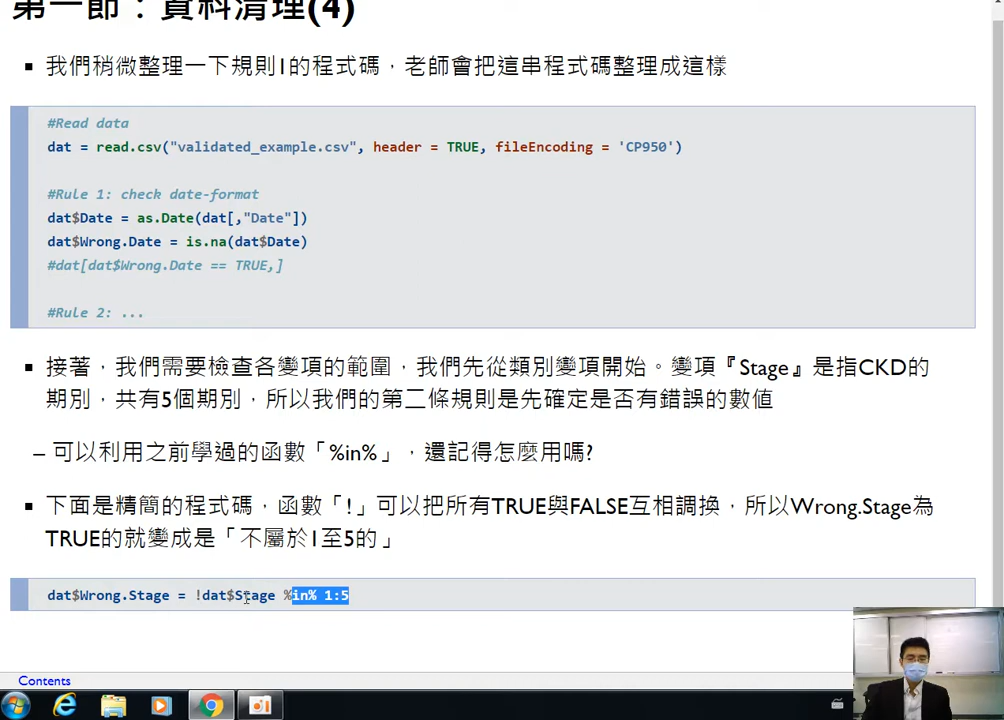 第一節：資料清理(4)
▪ 我們稍微整理一下規則1的程式碼，老師會把這串程式碼整理成這樣
#Read data
dat = read.csv("validated_example.csv", header = TRUE, fileEncoding = 'CP950')
#Rule 1: check date-format
dat$Date = as.Date(dat[,"Date"])
dat$Wrong.Date = is.na(dat$Date)
#dat[dat$Wrong.Date == TRUE,]
#Rule 2: ...
▪ 接著，我們需要檢查各變項的範圍，我們先從類別變項開始。變項『Stage』是指CKD的
期別，共有5個期別，所以我們的第二條規則是先確定是否有錯誤的數值
– 可以利用之前學過的函數「%in%」，還記得怎麼用嗎?
▪ 下面是精簡的程式碼，函數「!」可以把所有TRUE與FALSE互相調換，所以Wrong.Stage為
TRUE的就變成是「不屬於1至5的」
dat$Wrong.Stage = !dat$Stage %in% 1:5
Contents